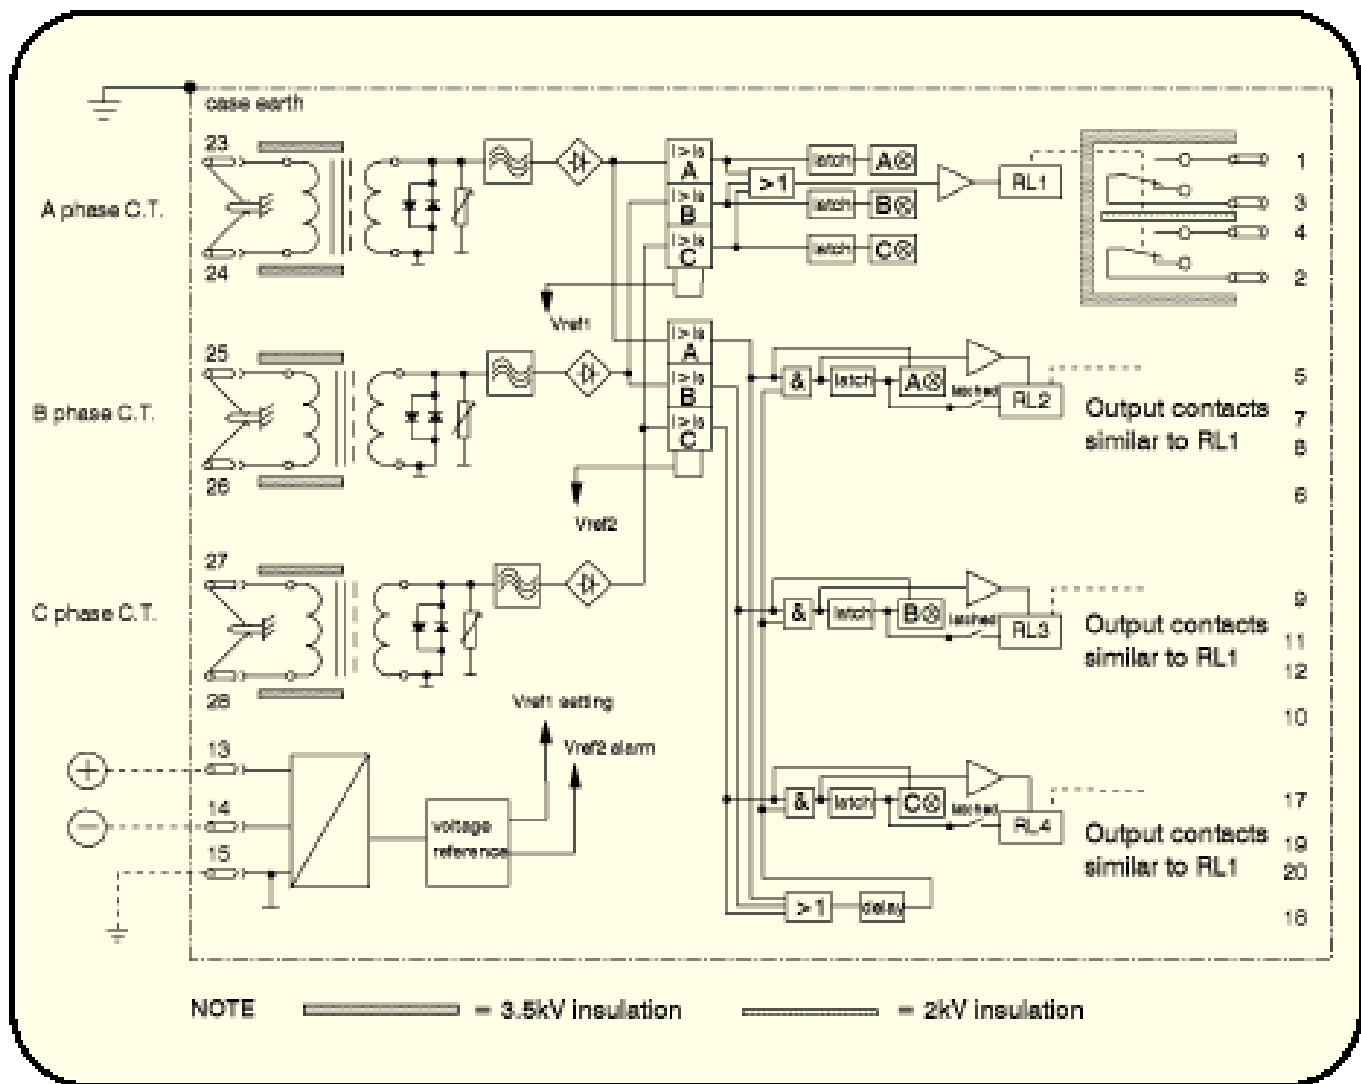 case earth
23
A phase C.T.
24
I > Is
A
I > Is
B
I > Is
C
> 1
latch
A
latch
B
latch
C
RL1
1
3
4
2
Vref1
25
B phase C.T.
26
I > Is
A
I > Is
B
I > Is
C
Vref2
&
latch
A
latched
RL2
Output contacts
similar to RL1
5
7
8
6
27
C phase C.T.
28
&
latch
B
latched
RL3
Output contacts
similar to RL1
9
11
12
10
Vref1 setting
Vref2 alarm
+
13
−
14
15
voltage
reference
&
latch
C
latched
RL4
Output contacts
similar to RL1
17
19
20
18
> 1
delay
NOTE = 3.5kV insulation = 2kV insulation